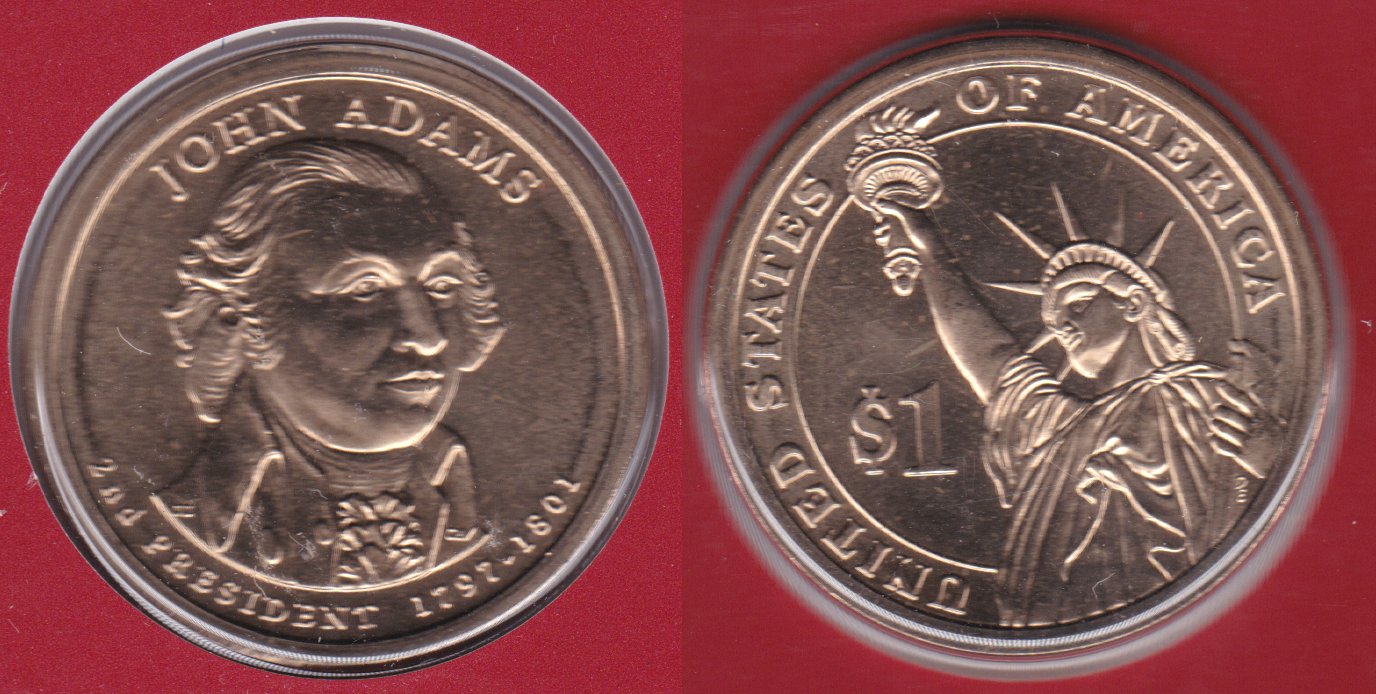 JOHN ADAMS
2nd PRESIDENT 1797-1801
UNITED STATES OF AMERICA
$1